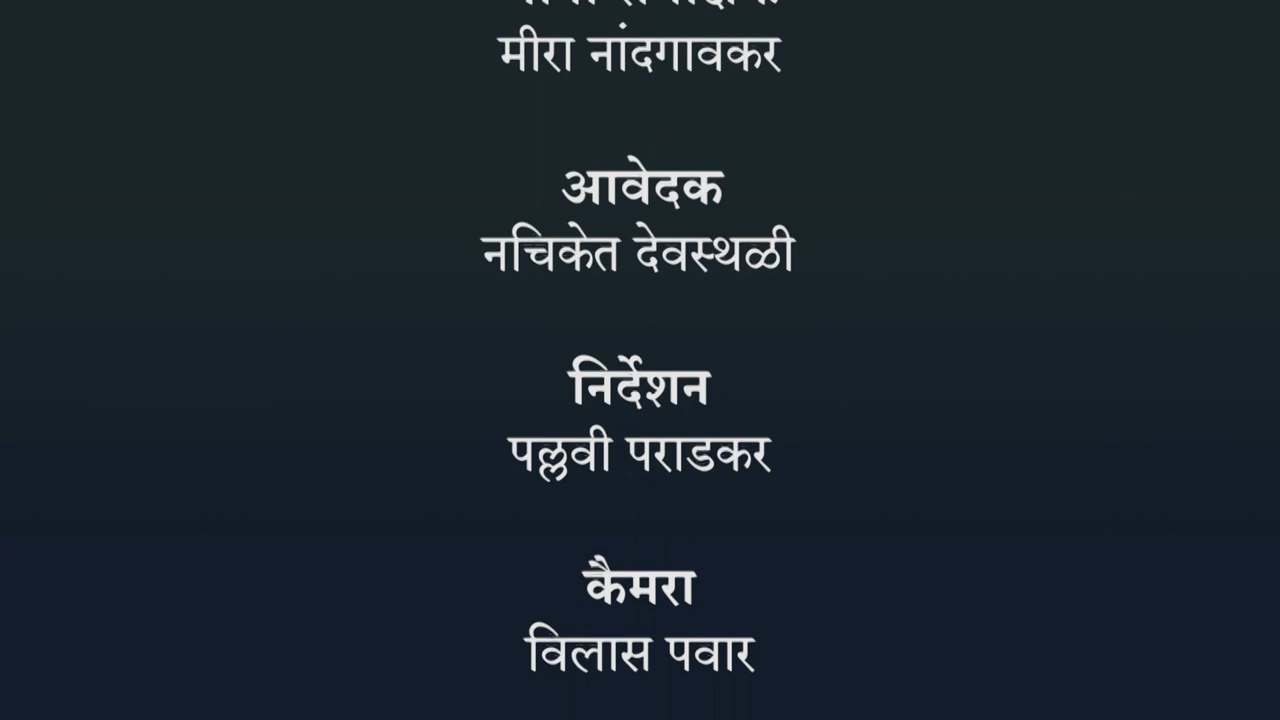 मीरा नांदगावकर
आवेदक
नचिकेत देवस्थळी
निर्देशन
पल्लवी पराडकर
कैमरा
विलास पवार